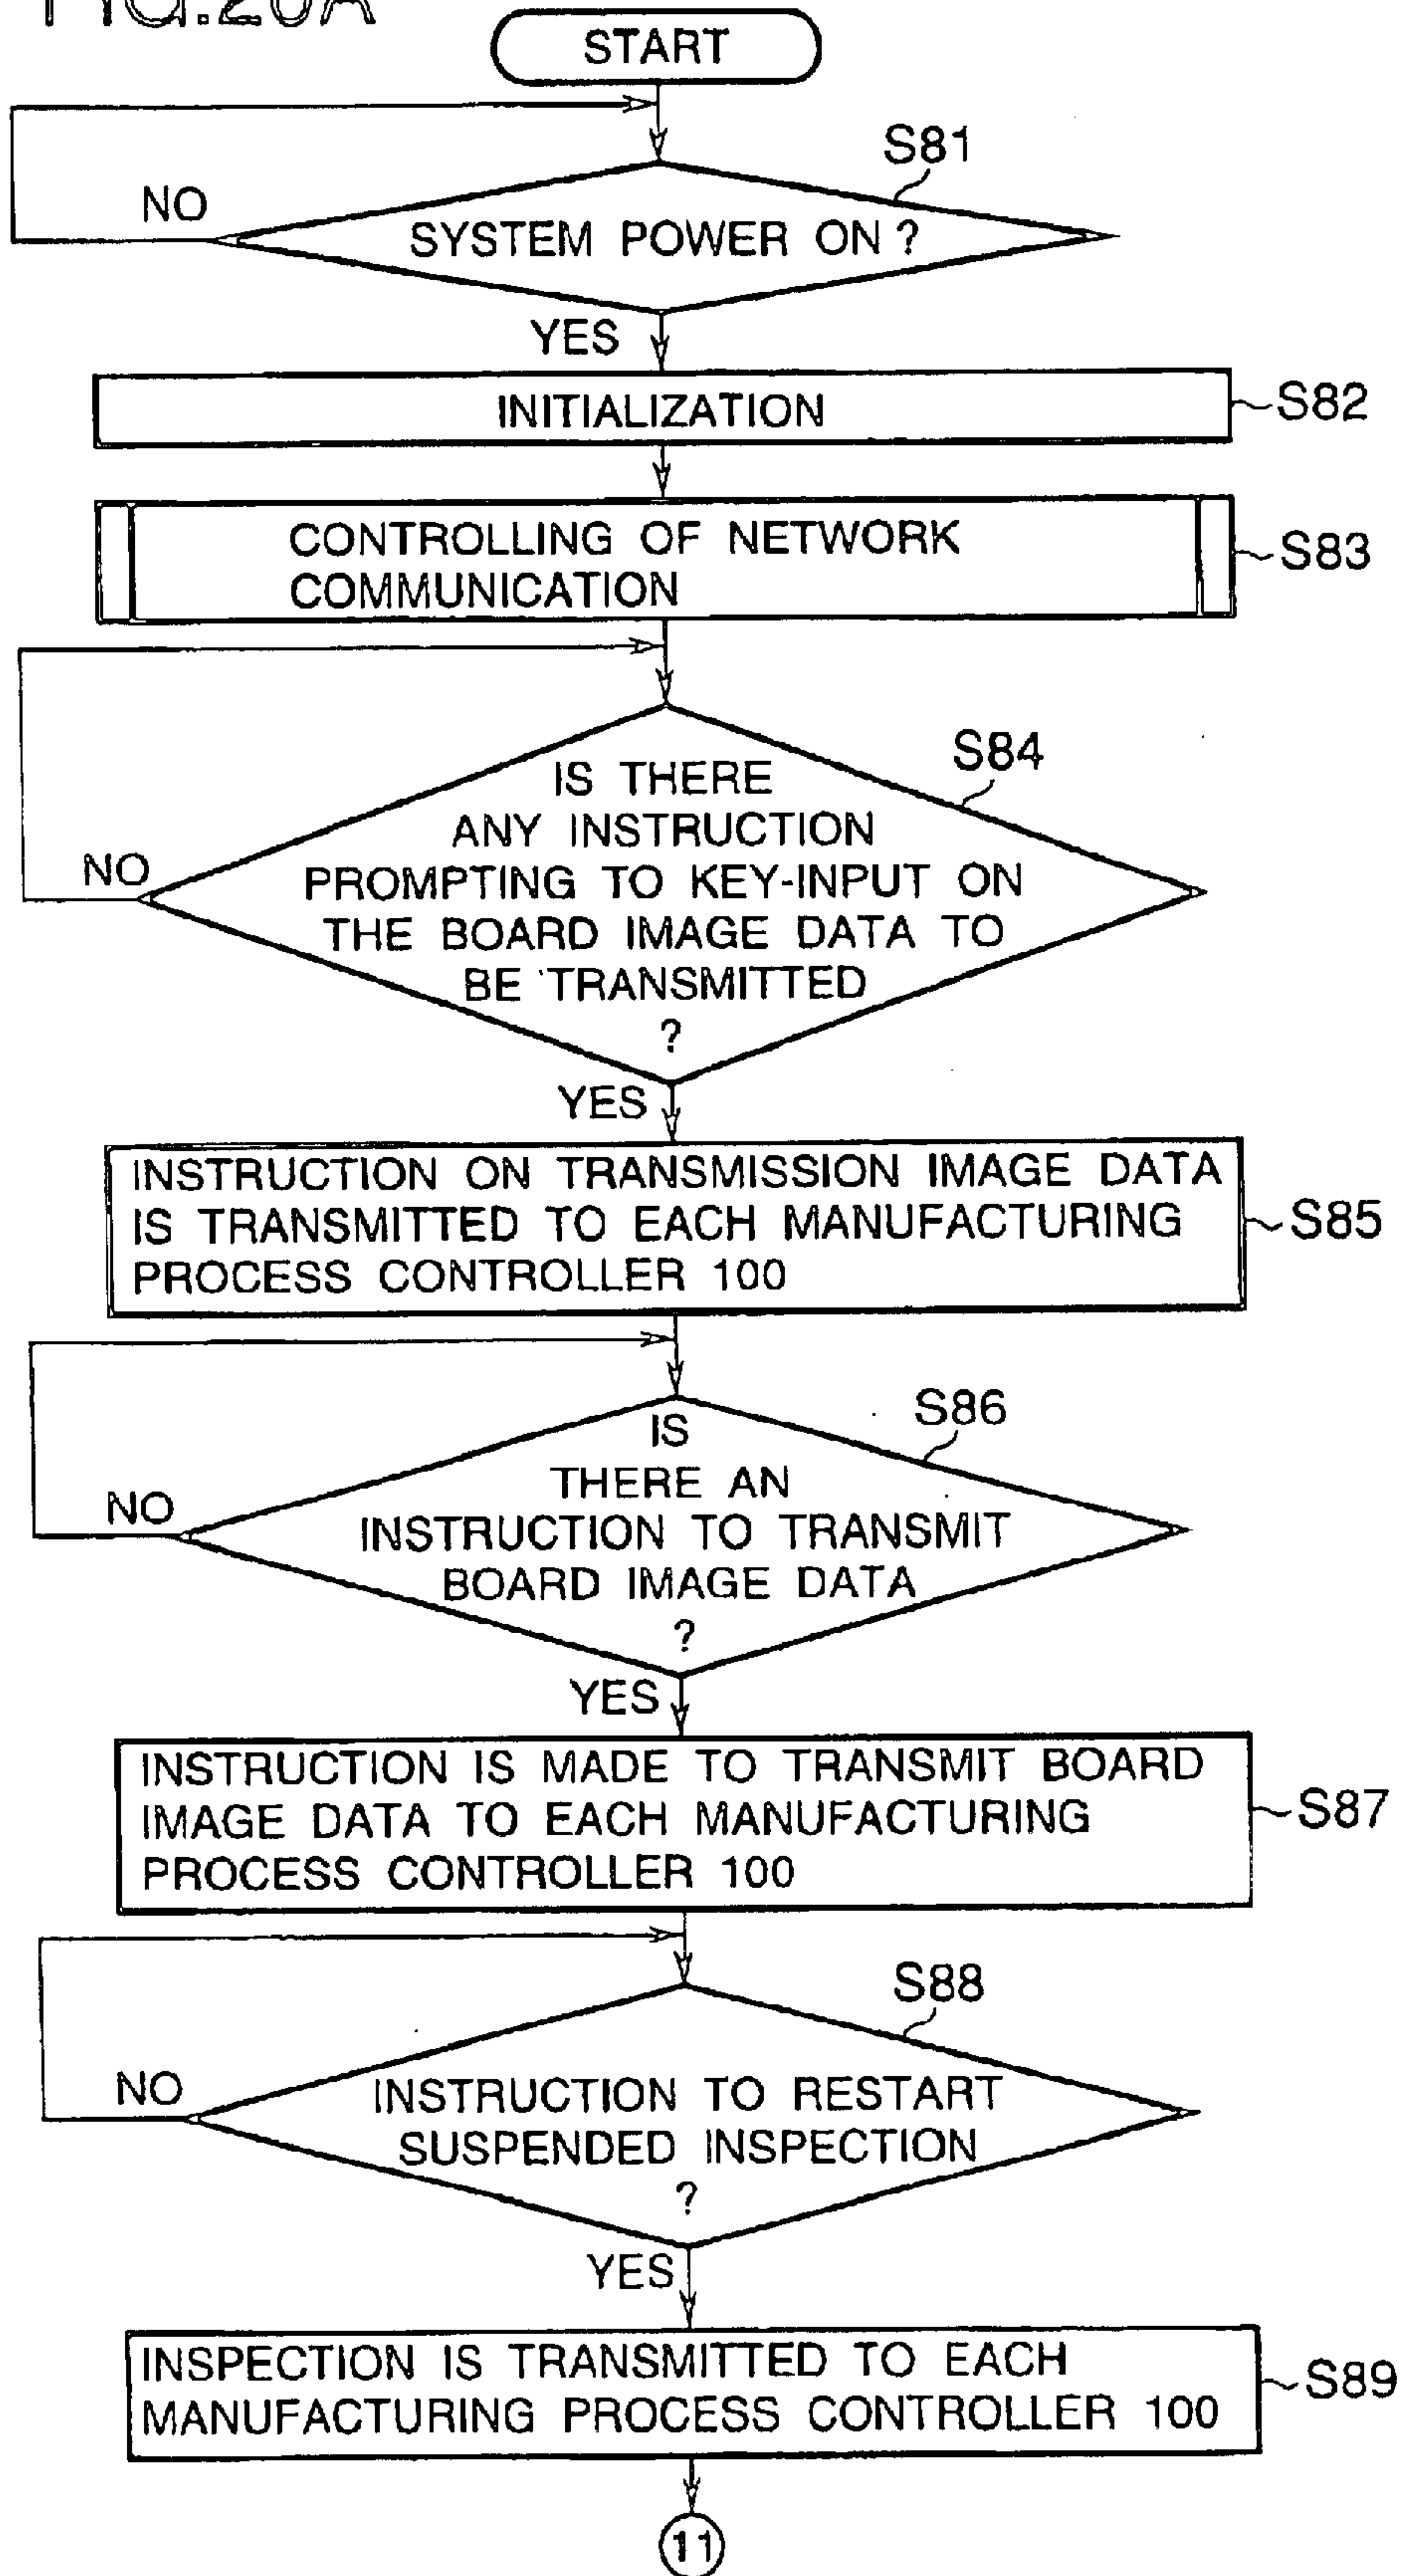 START
S81
NO
SYSTEM POWER ON ?
YES
INITIALIZATION
S82
CONTROLLING OF NETWORK
COMMUNICATION
S83
S84
IS THERE
ANY INSTRUCTION
NO
PROMPTING TO KEY-INPUT ON
THE BOARD IMAGE DATA TO
BE TRANSMITTED
?
YES
INSTRUCTION ON TRANSMISSION IMAGE DATA
IS TRANSMITTED TO EACH MANUFACTURING
PROCESS CONTROLLER 100
S85
S86
IS
THERE AN
NO
INSTRUCTION TO TRANSMIT
BOARD IMAGE DATA
?
YES
INSTRUCTION IS MADE TO TRANSMIT BOARD
IMAGE DATA TO EACH MANUFACTURING
PROCESS CONTROLLER 100
S87
S88
NO
INSTRUCTION TO RESTART
SUSPENDED INSPECTION
?
YES
INSPECTION IS TRANSMITTED TO EACH
MANUFACTURING PROCESS CONTROLLER 100
S89
11